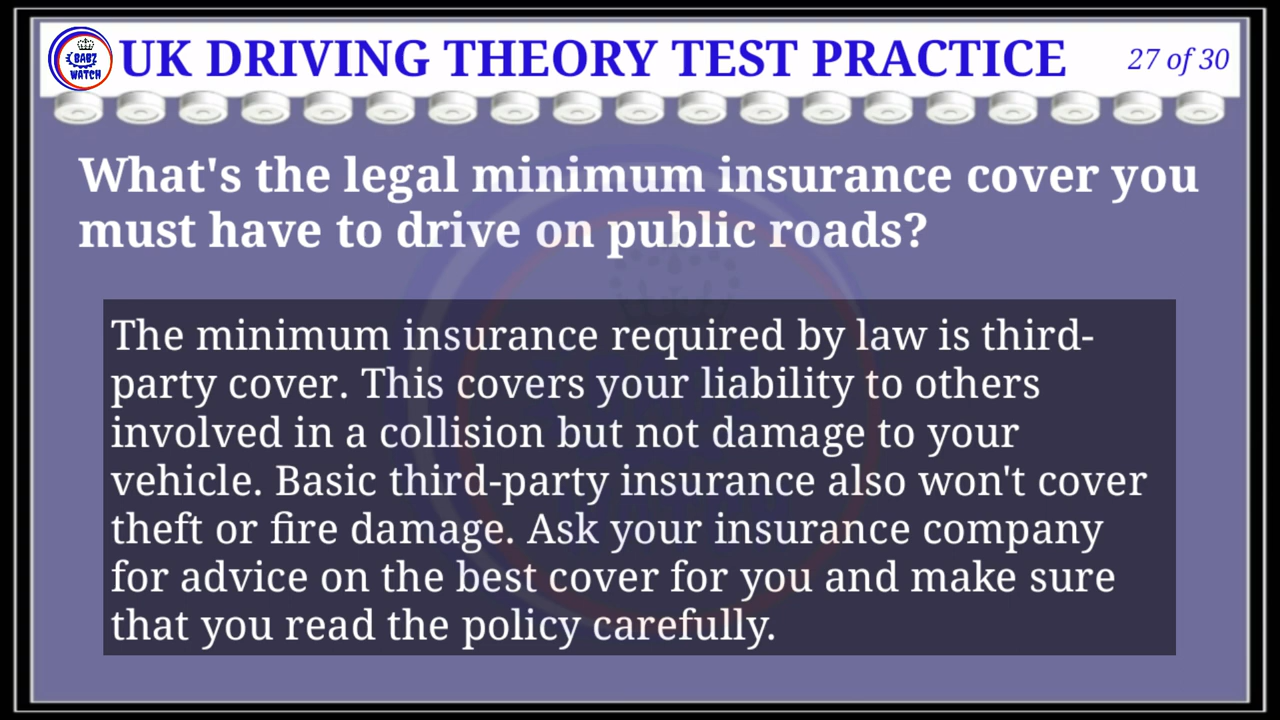 BABZ
WATCH
UK DRIVING THEORY TEST PRACTICE
27 of 30
What's the legal minimum insurance cover you
must have to drive on public roads?
The minimum insurance required by law is third-
party cover. This covers your liability to others
involved in a collision but not damage to your
vehicle. Basic third-party insurance also won't cover
theft or fire damage. Ask your insurance company
for advice on the best cover for you and make sure
that you read the policy carefully.